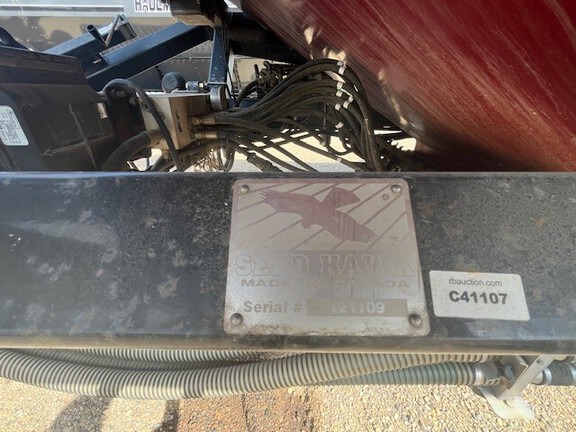 SEED HAWK
MADE IN CANADA
Serial #
rbauction.com
C41107